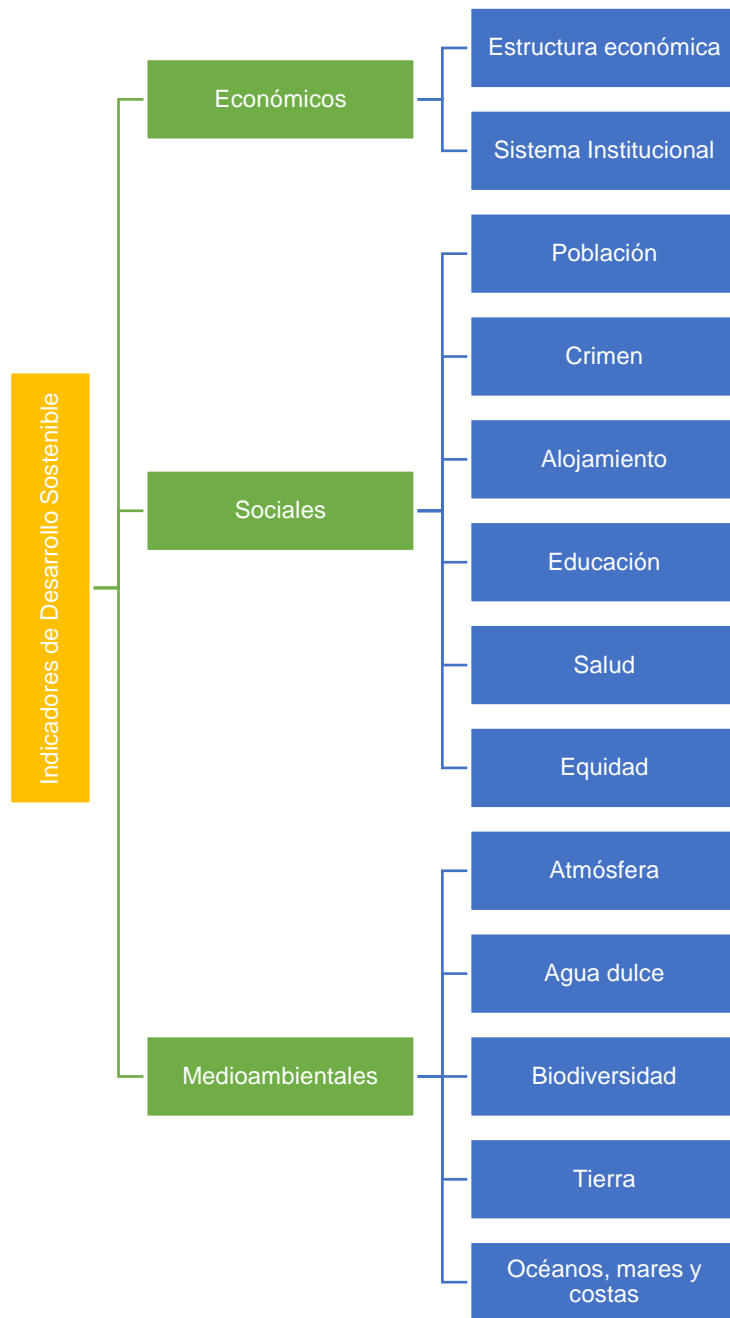 Indicadores de Desarrollo Sostenible
Económicos
Estructura económica
Sistema Institucional
Sociales
Población
Crimen
Alojamiento
Educación
Salud
Equidad
Medioambientales
Atmósfera
Agua dulce
Biodiversidad
Tierra
Océanos, mares y
costas